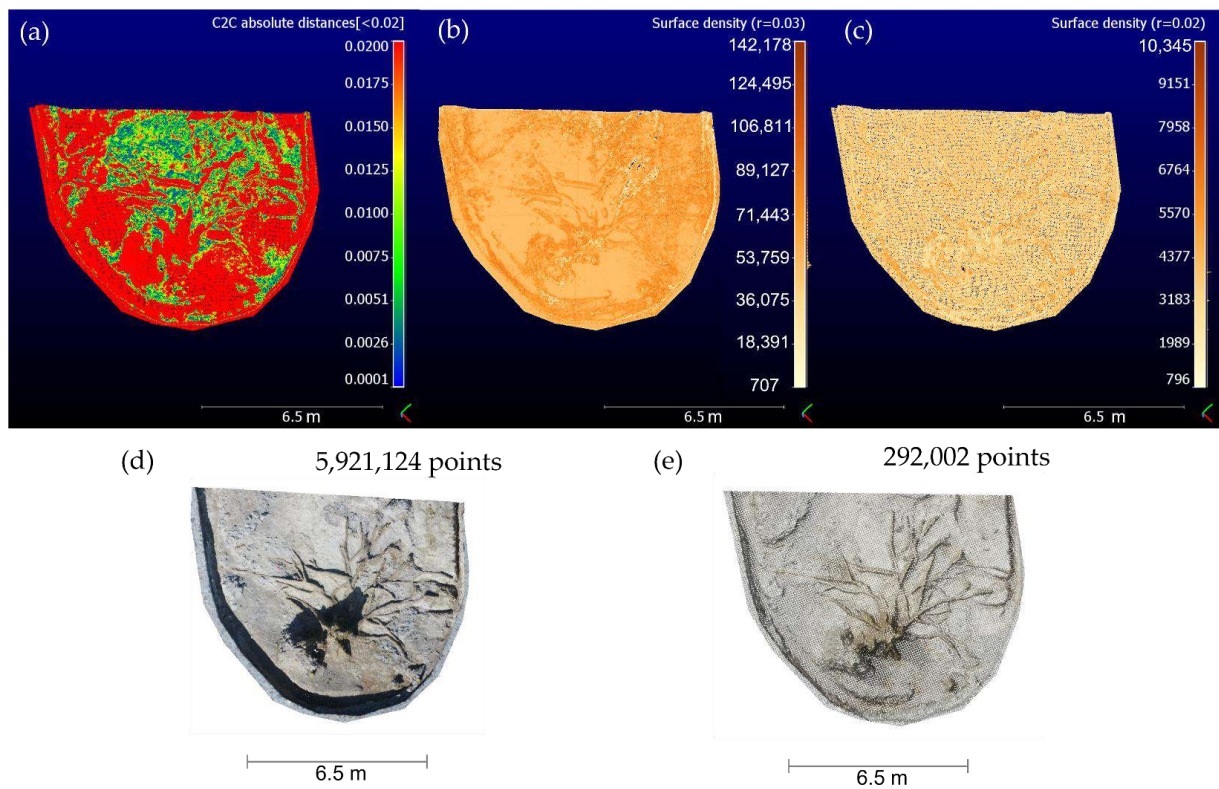 (a)
C2C absolute distances[<0.02)
0.0200
0.0175
0.0150
0.0125
0.0100
0.0075
0.0051
0.0026
0.0001
6.5 m
(b)
Surface density (r=0.03)
142,178
124,495
106,811
89,127
71,443
53,759
36,075
18,391
707
6.5 m
(c)
Surface density (r=0.02)
10,345
9151
7958
6764
5570
4377
3183
1989
796
6.5 m
(d)
5,921,124 points
6.5 m
(e)
292,002 points
6.5 m